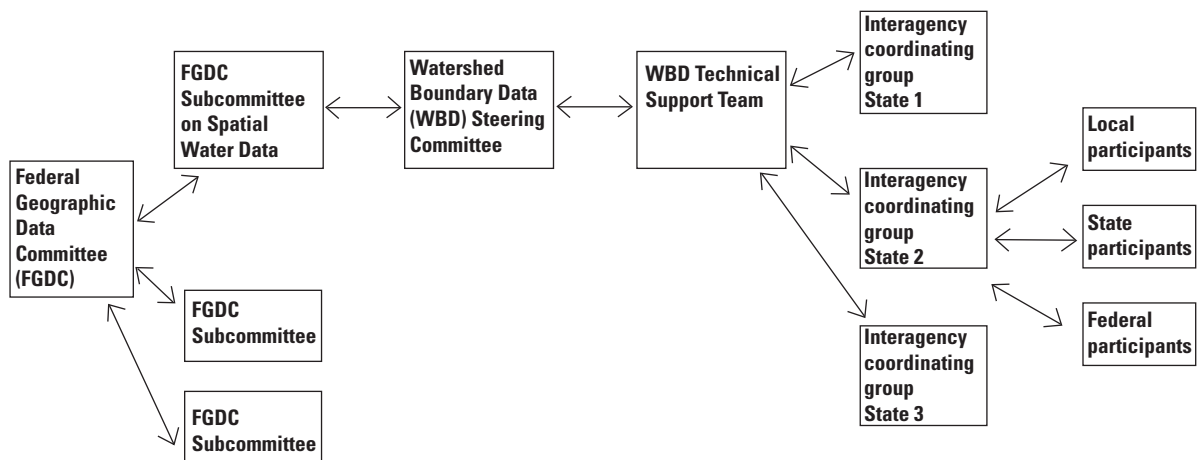 Federal
Geographic
Data
Committee
(FGDC)
FGDC
Subcommittee
on Spatial
Water Data
FGDC
Subcommittee
FGDC
Subcommittee
Watershed
Boundary Data
(WBD) Steering
Committee
WBD Technical
Support Team
Interagency
coordinating
group
State 1
Interagency
coordinating
group
State 2
Interagency
coordinating
group
State 3
Local
participants
State
participants
Federal
participants